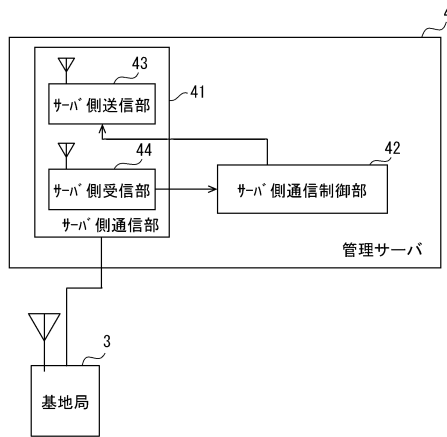 4
43
サーバ側送信部
41
44
サーバ側受信部
42
サーバ側通信制御部
サーバ側通信部
管理サーバ
3
基地局